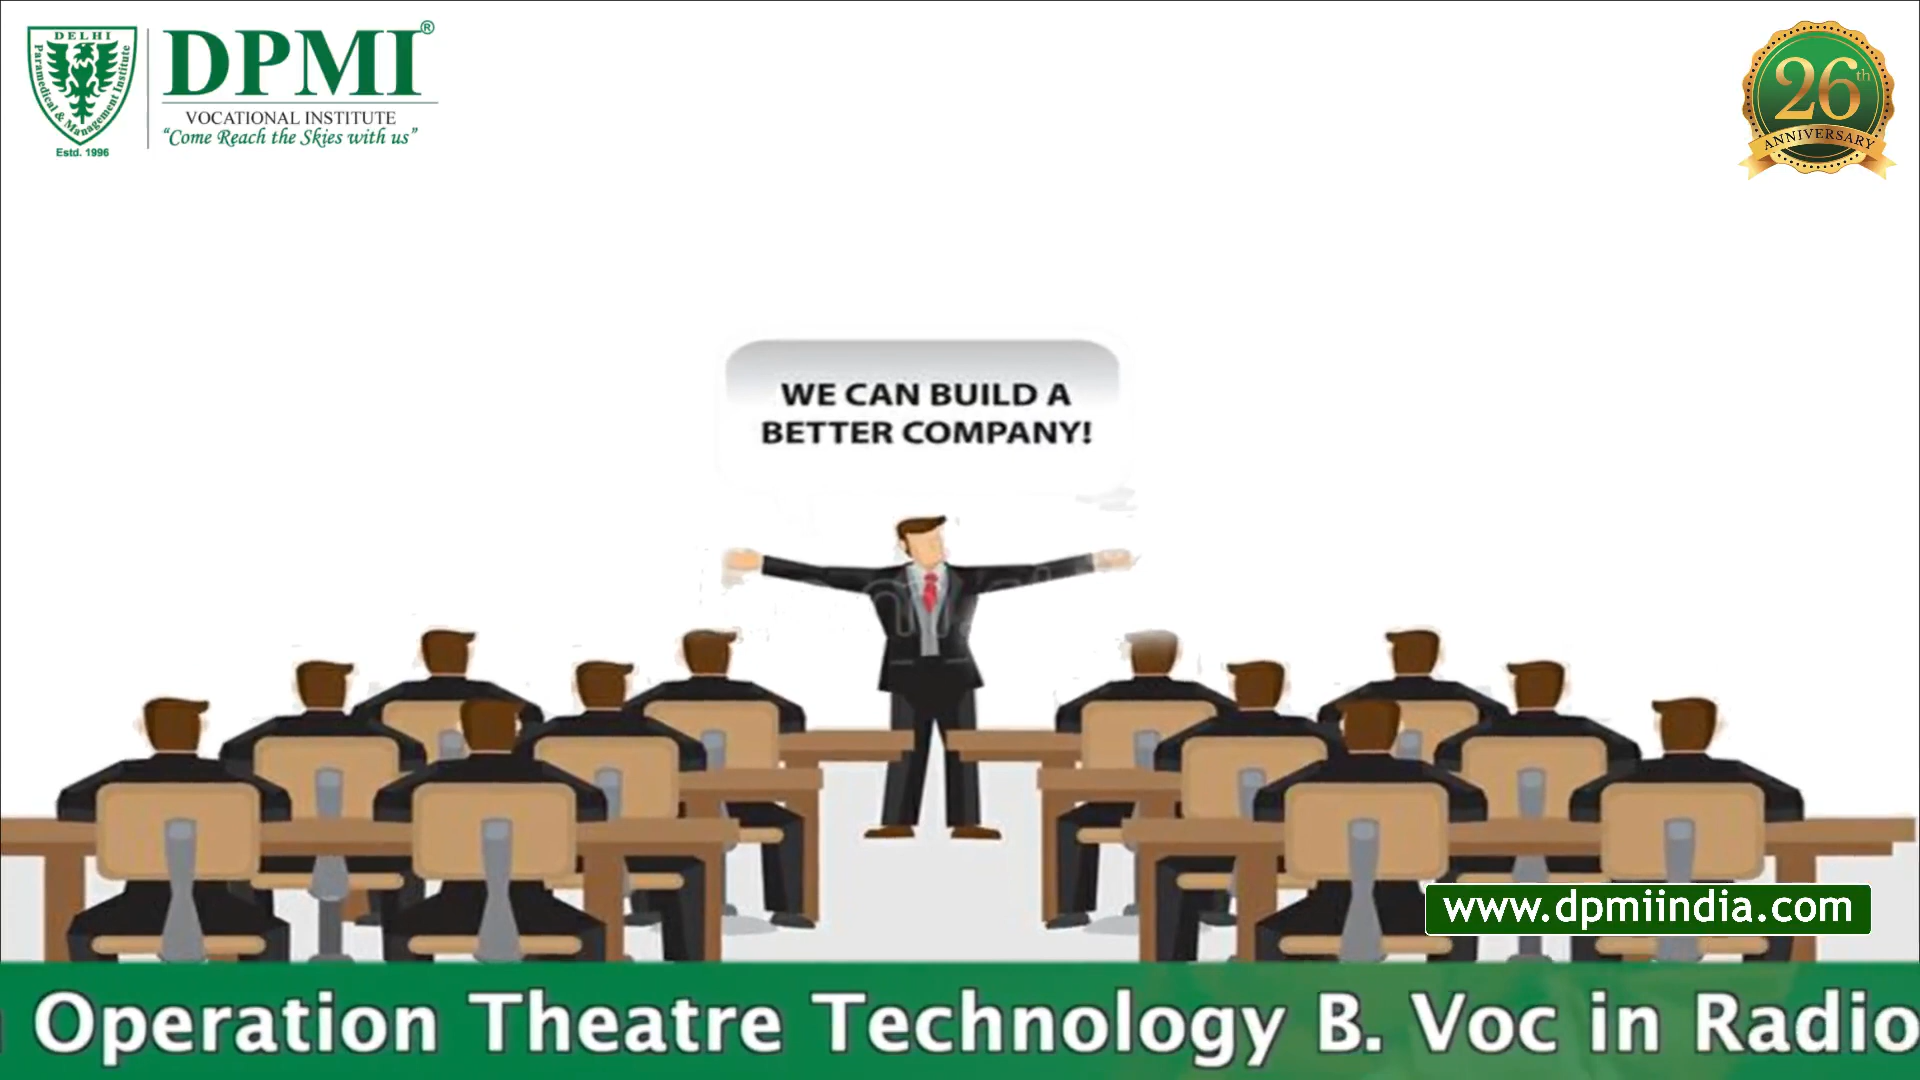 DELHI
Paramedical & Management Institute
Estd. 1996
DPMI®
VOCATIONAL INSTITUTE
“Come Reach the Skies with us”
26th
ANNIVERSARY
WE CAN BUILD A
BETTER COMPANY!
www.dpmiindia.com
Operation Theatre Technology B. Voc in Radio